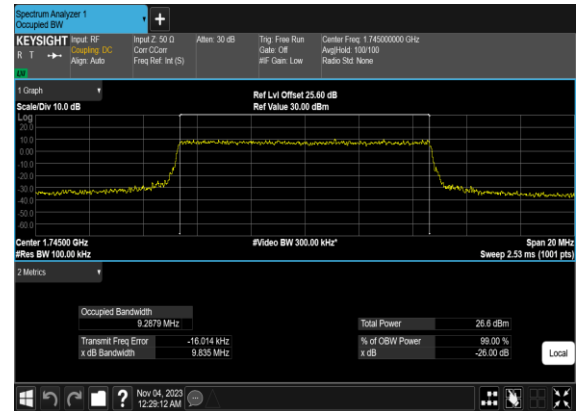 Spectrum Analyzer 1
Occupied BW
+
KEYSIGHT
R T
LXI
Input: RF
Coupling: DC
Align: Auto
Input Z: 50 Ω
Corr CCorr
Freq Ref: Int (S)
Atten: 30 dB
Trig: Free Run
Gate: Off
#IF Gain: Low
Center Freq: 1.745000000 GHz
Avg|Hold: 100/100
Radio Std: None
1 Graph
Scale/Div 10.0 dB
Ref Lvl Offset 25.60 dB
Ref Value 30.00 dBm
Log
20.0
10.0
0.00
-10.0
-20.0
-30.0
-40.0
-50.0
-60.0
Center 1.74500 GHz
#Res BW 100.00 kHz
#Video BW 300.00 kHz*
Span 20 MHz
Sweep 2.53 ms (1001 pts)
2 Metrics
Occupied Bandwidth
9.2879 MHz
Transmit Freq Error -16.014 kHz
x dB Bandwidth 9.835 MHz
Total Power 26.6 dBm
% of OBW Power 99.00 %
x dB -26.00 dB
Local
?
Nov 04, 2023
12:29:12 AM